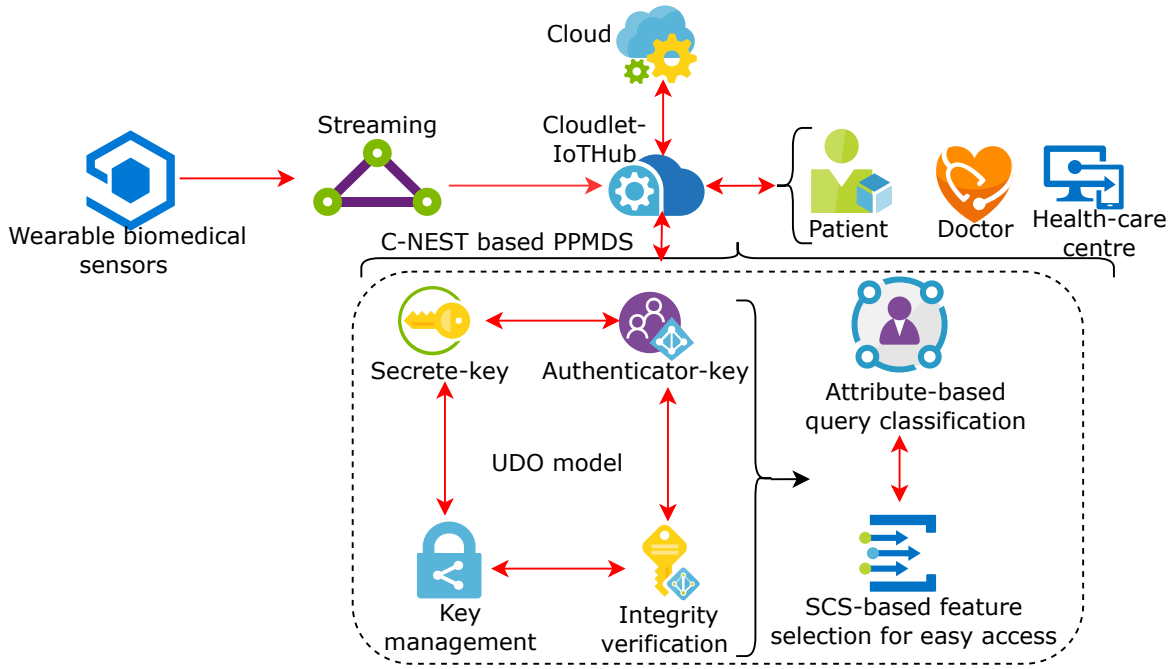 Cloud
Streaming
Cloudlet-
IoTHub
Wearable biomedical
sensors
Patient
Doctor
Health-care
centre
C-NEST based PPMDS
Secrete-key
Authenticator-key
Attribute-based
query classification
UDO model
Key
management
Integrity
verification
SCS-based feature
selection for easy access